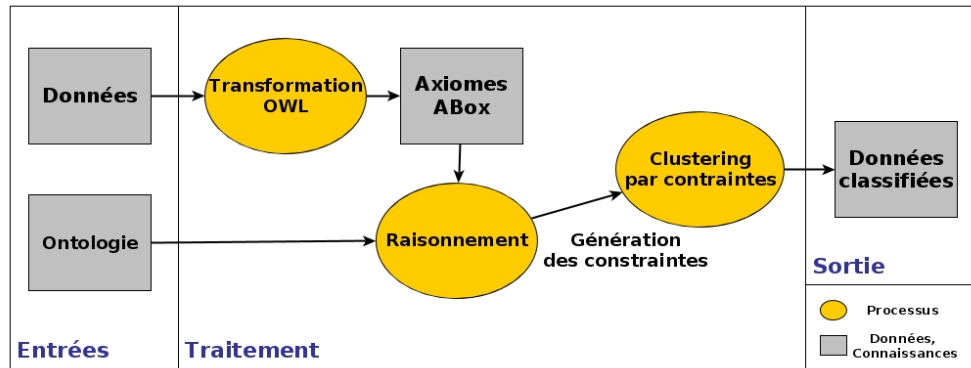 Données
Transformation
OWL
Axiomes
ABox
Clustering
par contraintes
Données
classifiées
Ontologie
Raisonnement
Génération
des constraintes
Sortie
Processus
Données,
Connaissances
Entrées
Traitement